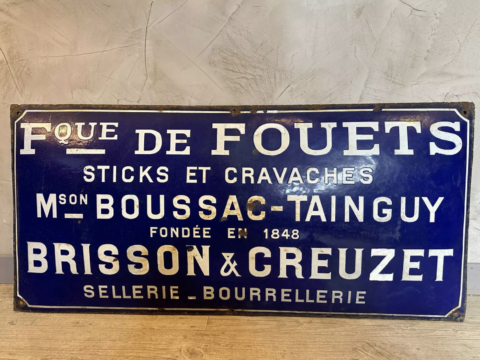 FQUE DE FOUETS
STICKS ET CRAVACHES
MSON BOUSSAC-TAINGUY
FONDÉE EN 1848
BRISSON & CREUZET
SELLERIE - BOURRELLERIE